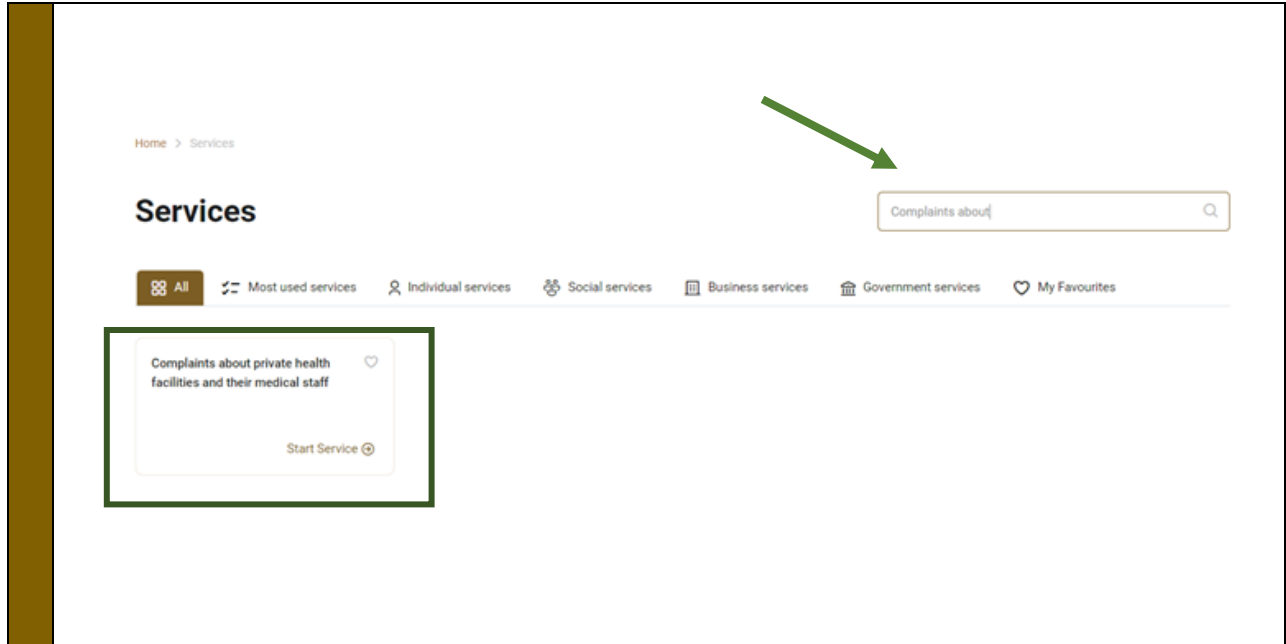 Home > Services
Services
Complaints about
All Most used services Individual services Social services Business services Government services My Favourites
Complaints about private health
facilities and their medical staff
Start Service